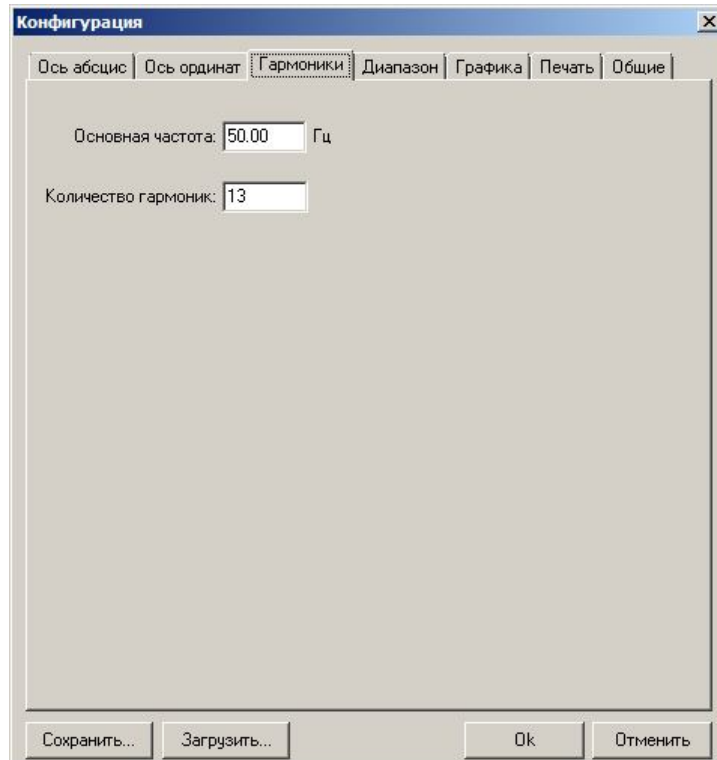 Конфигурация
Ось абсцис Ось ординат Гармоники Диапазон Графика Печать Общие
Основная частота: 50.00 Гц
Количество гармоник: 13
Сохранить... Загрузить... Ok Отменить